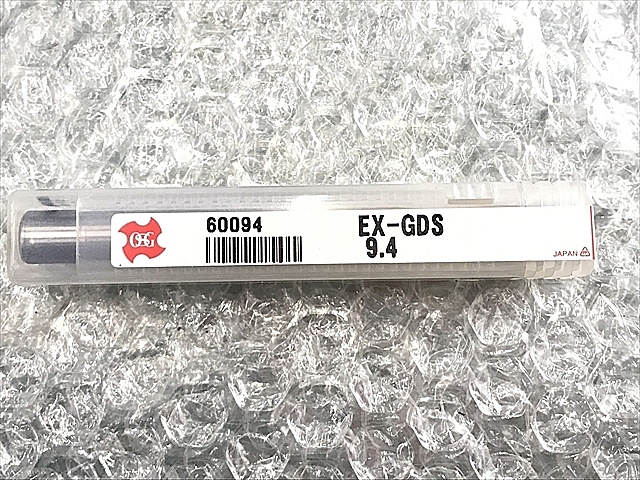 OSG
60094
EX-GDS
9.4
JAPAN